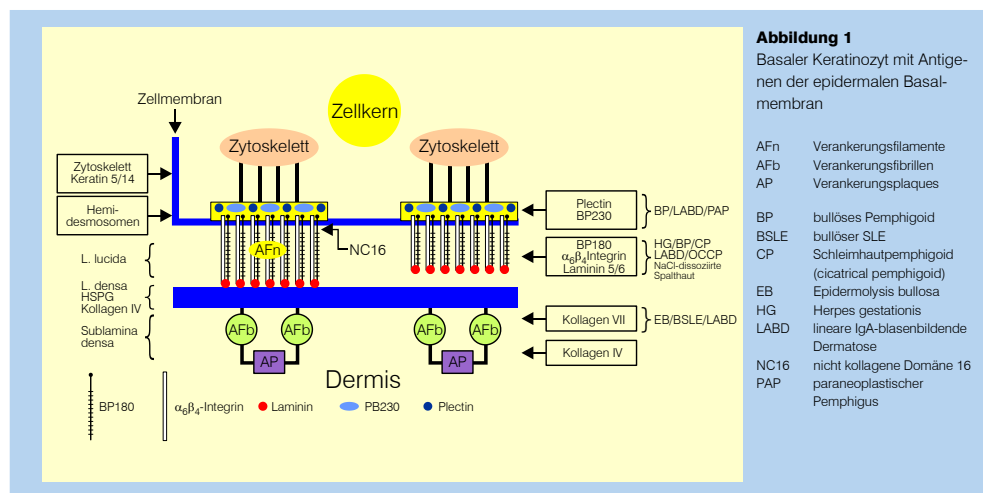 Zellmembran
Zellkern
Zytoskelett
Zytoskelett
Zytoskelett
Keratin 5/14
Hemi-
desmosomen
AFn
NC16
Plectin
BP230
BP/LABD/PAP
BP180
α₆β₄-Integrin
Laminin 5/6
HG/BP/CP
LABD/OCCP
NaCl-dissoziirte
Spalthaut
L. lucida
L. densa
HSPG
Kollagen IV
Sublamina
densa
AFb
AFb
AP
AFb
AFb
AP
Kollagen VII
EB/BSLE/LABD
Kollagen IV
Dermis
BP180
α₆β₄-Integrin
Laminin
PB230
Plectin
Abbildung 1
Basaler Keratinozyt mit Antige-
nen der epidermalen Basal-
membran
AFn Verankerungsfilamente
AFb Verankerungsfibrillen
AP Verankerungsplaques
BP bullöses Pemphigoid
BSLE bullöser SLE
CP Schleimhautpemphigoid
(cicatrical pemphigoid)
EB Epidermolysis bullosa
HG Herpes gestationis
LABD lineare IgA-blasenbildende
Dermatose
NC16 nicht kollagene Domäne 16
PAP paraneoplastischer
Pemphigus